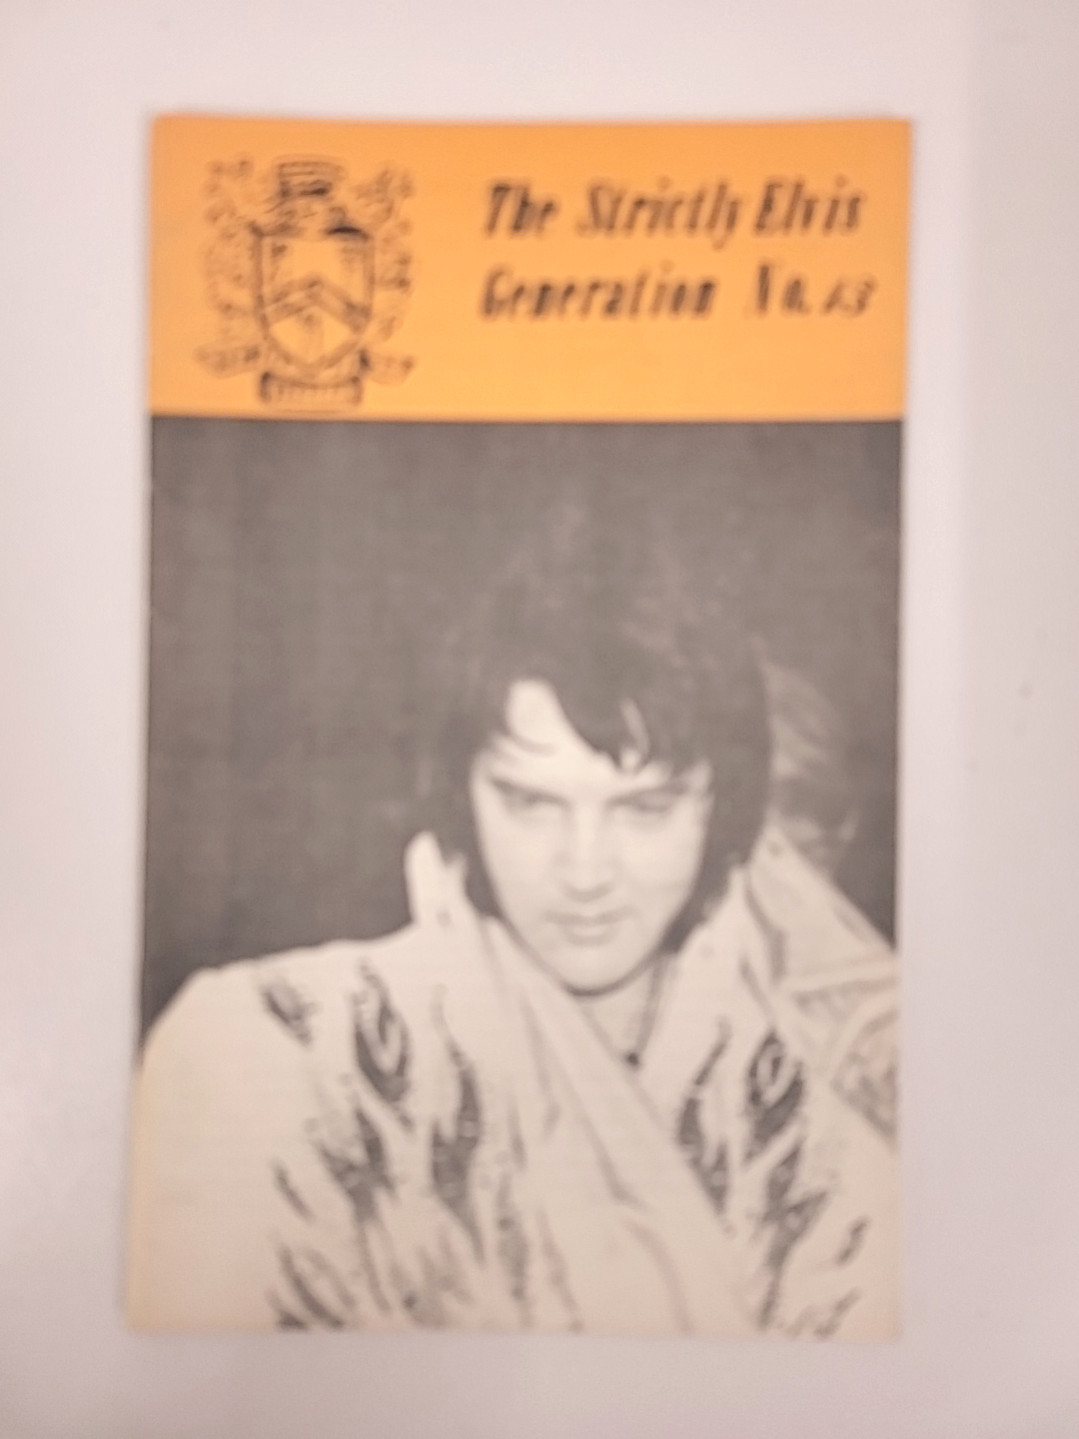 The Strictly Elvis
Generation No.